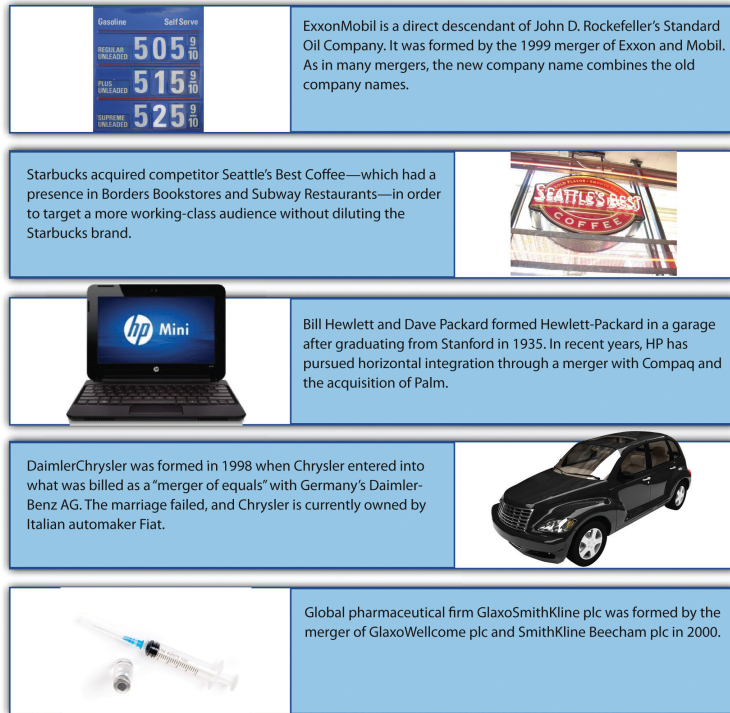 Gasoline Self Serve
REGULAR UNLEADED 505 9/10
PLUS UNLEADED 515 9/10
SUPREME UNLEADED 525 9/10
ExxonMobil is a direct descendant of John D. Rockefeller’s Standard
Oil Company. It was formed by the 1999 merger of Exxon and Mobil.
As in many mergers, the new company name combines the old
company names.
Starbucks acquired competitor Seattle’s Best Coffee—which had a
presence in Borders Bookstores and Subway Restaurants—in order
to target a more working-class audience without diluting the
Starbucks brand.
SEATTLE'S BEST
COFFEE
hp Mini
Bill Hewlett and Dave Packard formed Hewlett-Packard in a garage
after graduating from Stanford in 1935. In recent years, HP has
pursued horizontal integration through a merger with Compaq and
the acquisition of Palm.
DaimlerChrysler was formed in 1998 when Chrysler entered into
what was billed as a “merger of equals” with Germany’s Daimler-
Benz AG. The marriage failed, and Chrysler is currently owned by
Italian automaker Fiat.
Global pharmaceutical firm GlaxoSmithKline plc was formed by the
merger of GlaxoWellcome plc and SmithKline Beecham plc in 2000.